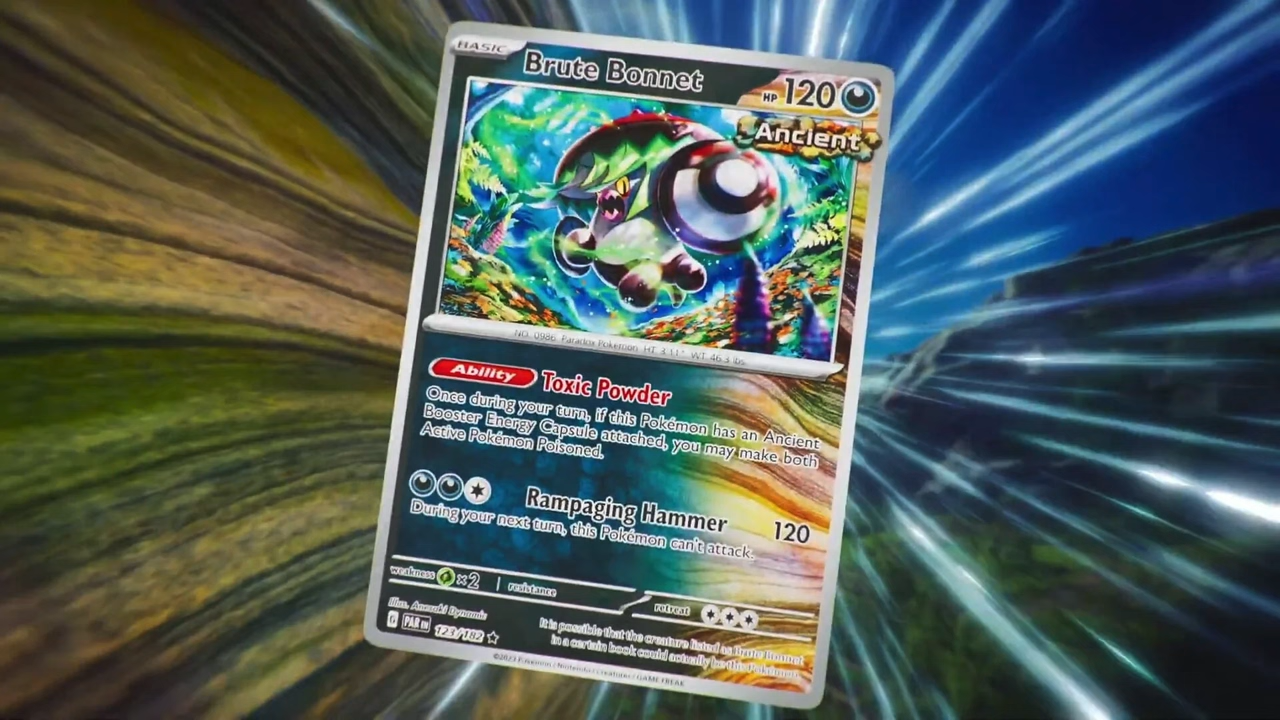 BASIC
Brute Bonnet
HP 120
Ancient
NO. 0986 Paradox Pokémon HT 3'11" WT 46.3 lbs.
Ability Toxic Powder
Once during your turn, if this Pokémon has an Ancient
Booster Energy Capsule attached, you may make both
Active Pokémon Poisoned.
Rampaging Hammer 120
During your next turn, this Pokémon can't attack.
weakness ×2 resistance retreat
Illus. Anesaki Dynamic
G PAR EN 123/182
It is possible that the creature listed as Brute Bonnet
in a certain book could actually be this Pokémon.
©2023 Pokémon / Nintendo / Creatures / GAME FREAK